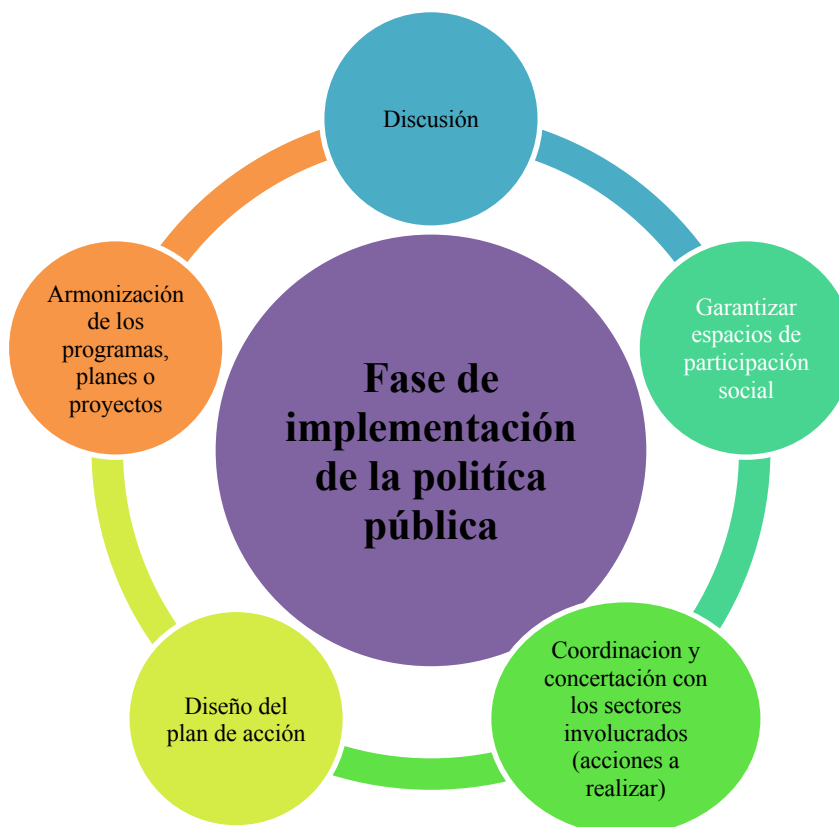 Discusión
Garantizar
espacios de
participación
social
Coordinacion y
concertación con
los sectores
involucrados
(acciones a
realizar)
Diseño del
plan de acción
Armonización
de los
programas,
planes o
proyectos
Fase de
implementación
de la politíca
pública